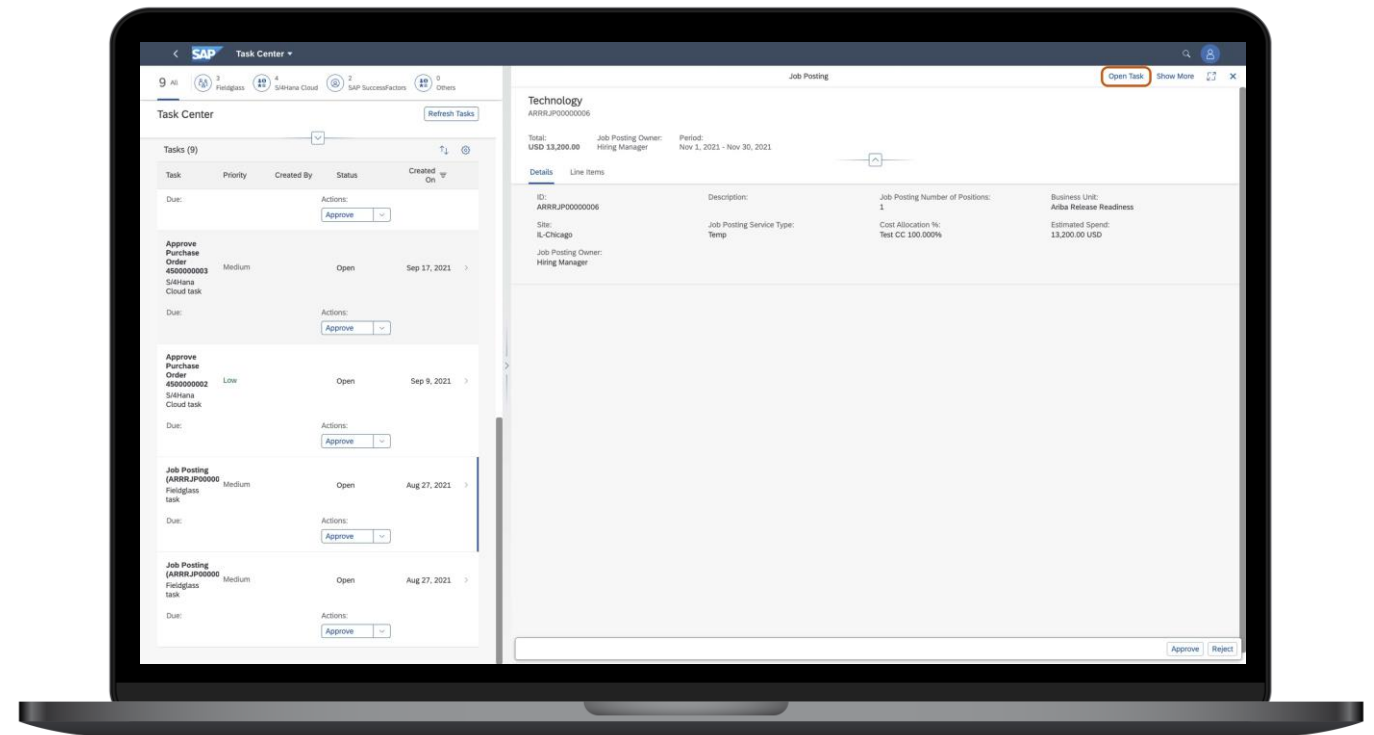 SAP Task Center
9 All
3
Fieldglass
4
S/4Hana Cloud
2
SAP SuccessFactors
0
Others
Task Center
Refresh Tasks
Tasks (9)
Task Priority Created By Status Created On
Due: Actions:
Approve
Approve
Purchase
Order
4500000003
S/4Hana
Cloud task
Medium Open Sep 17, 2021
Due: Actions:
Approve
Approve
Purchase
Order
4500000002
S/4Hana
Cloud task
Low Open Sep 9, 2021
Due: Actions:
Approve
Job Posting
(ARRRJP00000
Fieldglass
task
Medium Open Aug 27, 2021
Due: Actions:
Approve
Job Posting
(ARRRJP00000
Fieldglass
task
Medium Open Aug 27, 2021
Due: Actions:
Approve
Job Posting
Open Task Show More
Technology
ARRRJP00000006
Total: Job Posting Owner: Period:
USD 13,200.00 Hiring Manager Nov 1, 2021 - Nov 30, 2021
Details Line Items
ID: Description: Job Posting Number of Positions: Business Unit:
ARRRJP00000006 1 Ariba Release Readiness
Site: Job Posting Service Type: Cost Allocation %: Estimated Spend:
IL-Chicago Temp Test CC 100.000% 13,200.00 USD
Job Posting Owner:
Hiring Manager
Approve Reject